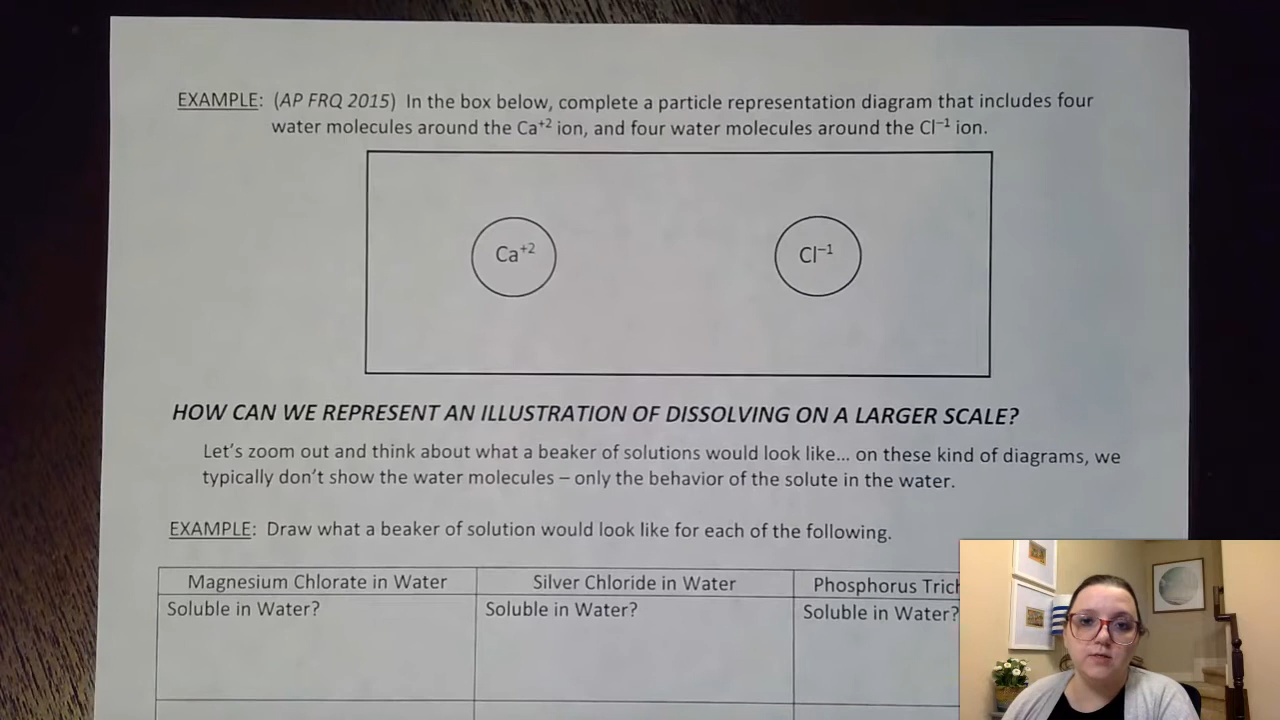 EXAMPLE: (AP FRQ 2015) In the box below, complete a particle representation diagram that includes four
water molecules around the Ca⁺² ion, and four water molecules around the Cl⁻¹ ion.
Ca⁺² Cl⁻¹
HOW CAN WE REPRESENT AN ILLUSTRATION OF DISSOLVING ON A LARGER SCALE?
Let's zoom out and think about what a beaker of solutions would look like... on these kind of diagrams, we
typically don't show the water molecules – only the behavior of the solute in the water.
EXAMPLE: Draw what a beaker of solution would look like for each of the following.
Magnesium Chlorate in Water Silver Chloride in Water Phosphorus
Soluble in Water? Soluble in Water? Soluble in Water?